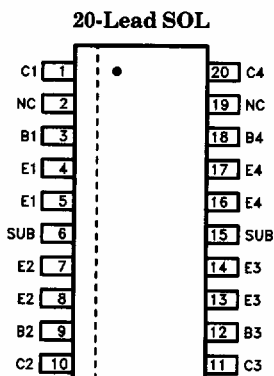 20-Lead SOL
C1 1 20 C4
NC 2 19 NC
B1 3 18 B4
E1 4 17 E4
E1 5 16 E4
SUB 6 15 SUB
E2 7 14 E3
E2 8 13 E3
B2 9 12 B3
C2 10 11 C3